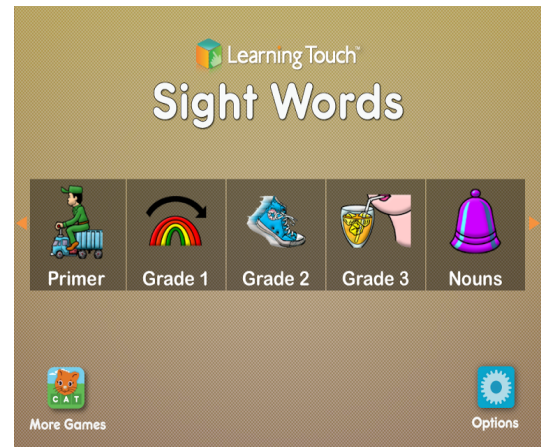 Learning Touch™
Sight Words
Primer
Grade 1
Grade 2
Grade 3
Nouns
CAT
More Games
Options